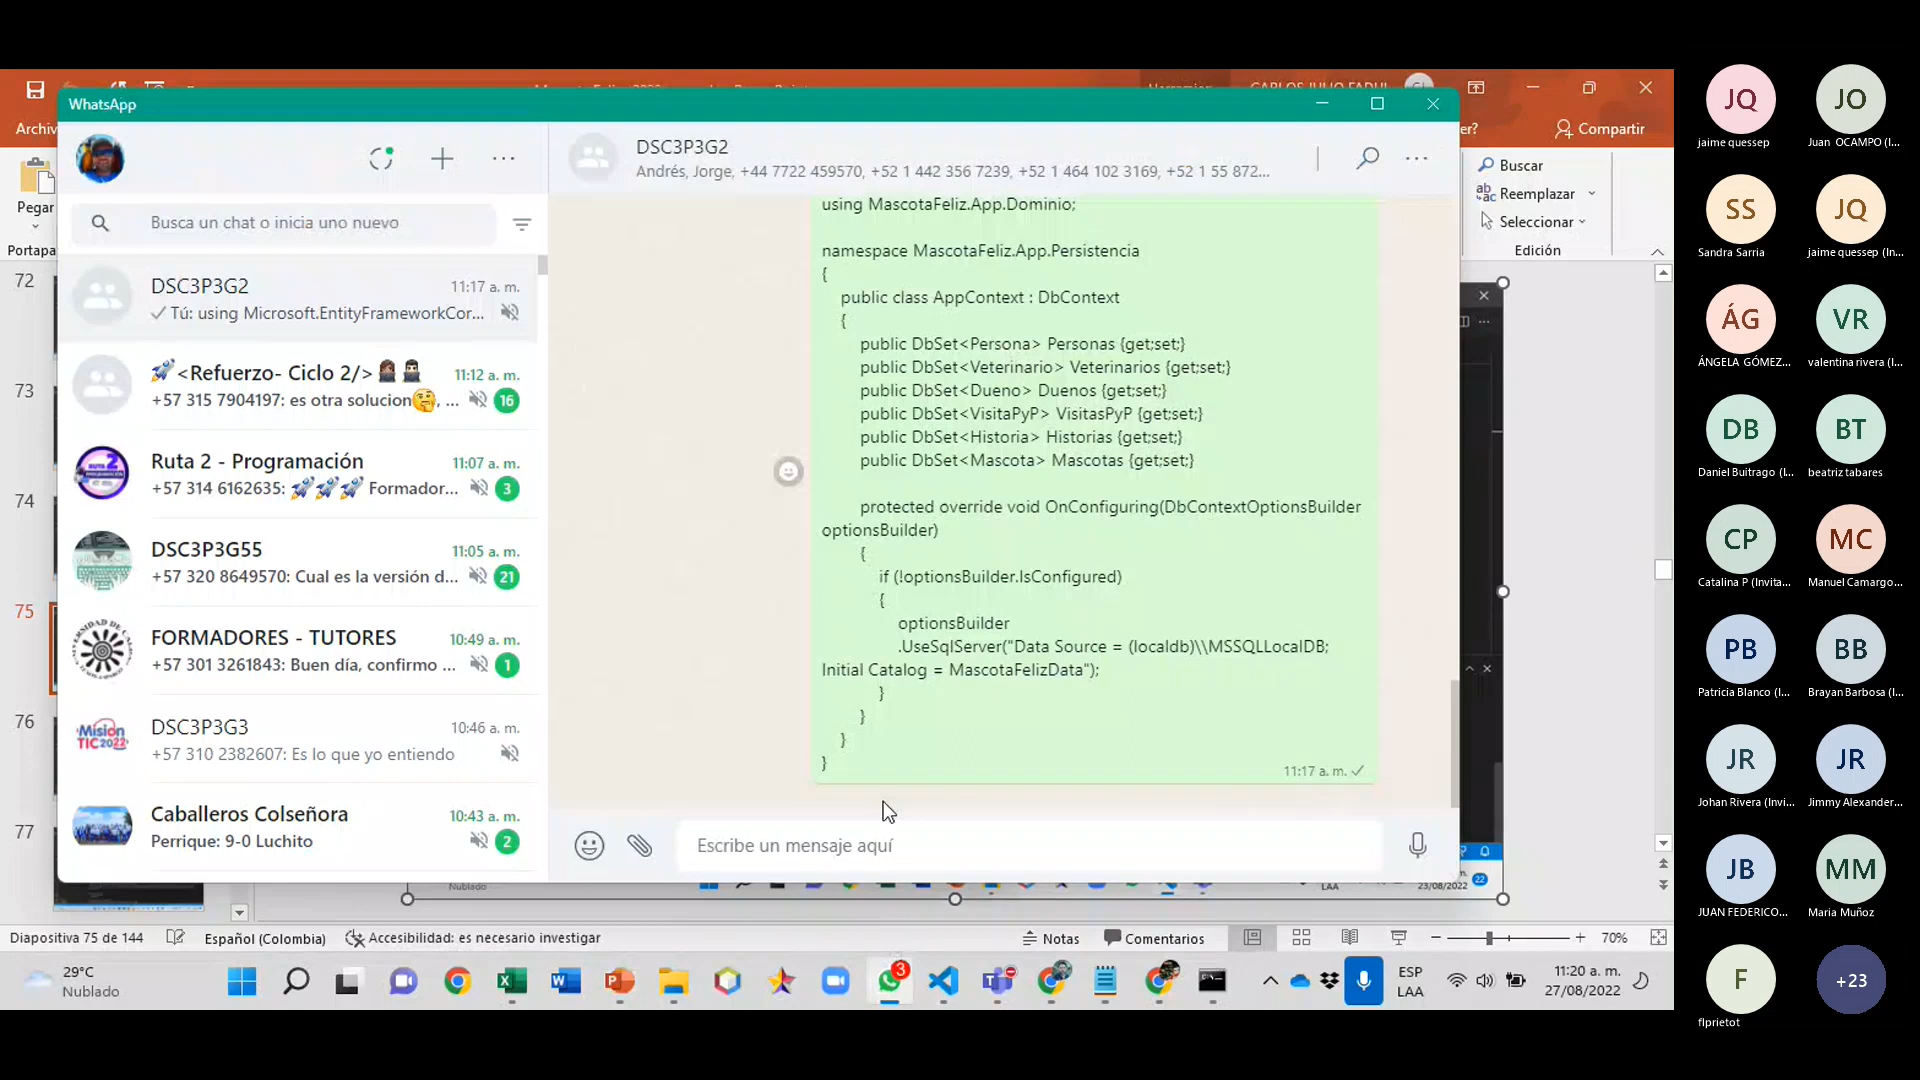 WhatsApp
Archiv
er?
Compartir
Pegar
Portapa
Buscar
Reemplazar
Seleccionar
Edición
Busca un chat o inicia uno nuevo
DSC3P3G2
11:17 a. m.
✓ Tú: using Microsoft.EntityFrameworkCor...
🚀<Refuerzo- Ciclo 2/>
11:12 a. m.
+57 315 7904197: es otra solucion🤔, ...
16
Ruta 2 - Programación
11:07 a. m.
+57 314 6162635: 🚀🚀🚀 Formador...
3
DSC3P3G55
11:05 a. m.
+57 320 8649570: Cual es la versión d...
21
FORMADORES - TUTORES
10:49 a. m.
+57 301 3261843: Buen día, confirmo ...
1
Misión TIC2022
DSC3P3G3
10:46 a. m.
+57 310 2382607: Es lo que yo entiendo
Caballeros Colseñora
10:43 a. m.
Perrique: 9-0 Luchito
2
DSC3P3G2
Andrés, Jorge, +44 7722 459570, +52 1 442 356 7239, +52 1 464 102 3169, +52 1 55 872...
using MascotaFeliz.App.Dominio;
namespace MascotaFeliz.App.Persistencia
{
public class AppContext : DbContext
{
public DbSet<Persona> Personas {get;set;}
public DbSet<Veterinario> Veterinarios {get;set;}
public DbSet<Dueno> Duenos {get;set;}
public DbSet<VisitaPyP> VisitasPyP {get;set;}
public DbSet<Historia> Historias {get;set;}
public DbSet<Mascota> Mascotas {get;set;}
protected override void OnConfiguring(DbContextOptionsBuilder
optionsBuilder)
{
if (!optionsBuilder.IsConfigured)
{
optionsBuilder
.UseSqlServer("Data Source = (localdb)\\MSSQLLocalDB;
Initial Catalog = MascotaFelizData");
}
}
}
}
11:17 a. m. ✓
Escribe un mensaje aquí
72
73
74
75
76
77
Nublado
LAA
23/08/2022
22
Diapositiva 75 de 144
Español (Colombia)
Accesibilidad: es necesario investigar
Notas
Comentarios
70%
29°C
Nublado
3
ESP
LAA
11:20 a. m.
27/08/2022
JQ
jaime quessep
JO
Juan OCAMPO (I...
SS
Sandra Sarria
JQ
jaime quessep (In...
ÁG
ÁNGELA GÓMEZ...
VR
valentina rivera (I...
DB
Daniel Buitrago (I...
BT
beatriz tabares
CP
Catalina P (Invita...
MC
Manuel Camargo...
PB
Patricia Blanco (I...
BB
Brayan Barbosa (I...
JR
Johan Rivera (Invi...
JR
Jimmy Alexander...
JB
JUAN FEDERICO...
MM
Maria Muñoz
F
flprietot
+23